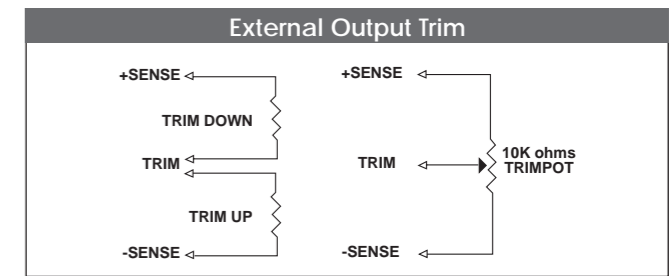 External Output Trim
+SENSE
TRIM DOWN
TRIM
TRIM UP
-SENSE
+SENSE
TRIM
10K ohms
TRIMPOT
-SENSE